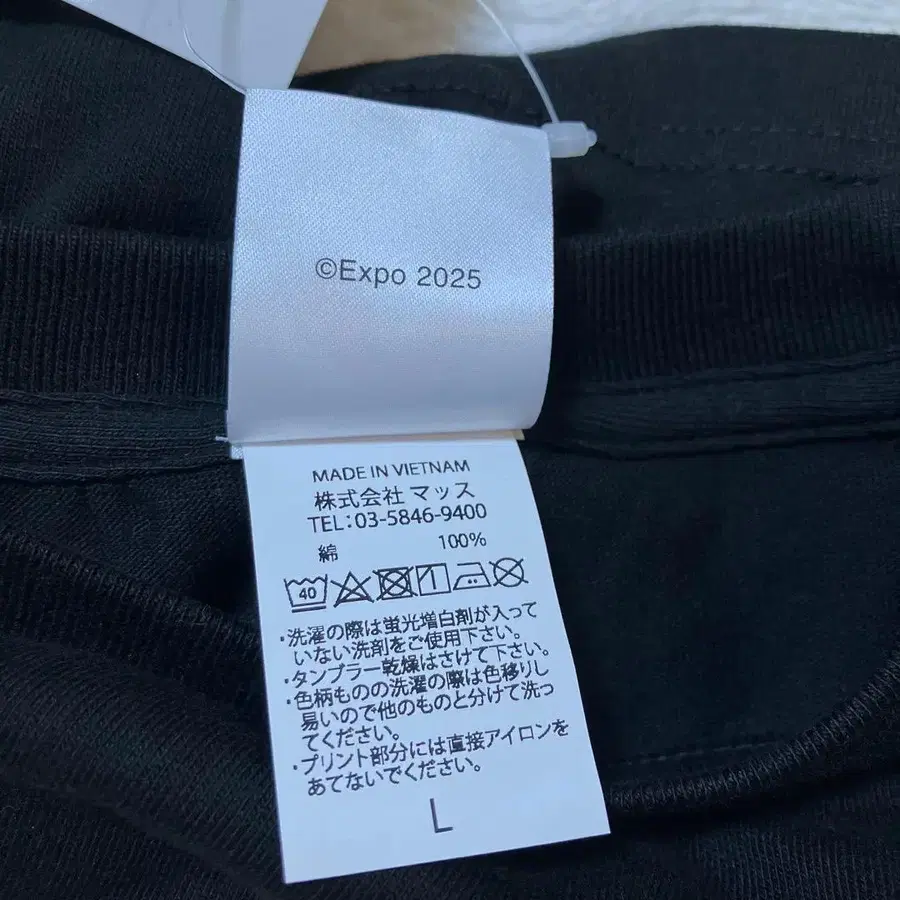 ©Expo 2025
MADE IN VIETNAM
株式会社 マッス
TEL：03-5846-9400
綿 100%
40
・洗濯の際は蛍光増白剤が入って
いない洗剤をご使用下さい。
・タンブラー乾燥はさけて下さい。
・色柄ものの洗濯の際は色移りし
易いので他のものと分けて洗っ
てください。
・プリント部分には直接アイロンを
あてないでください。
L